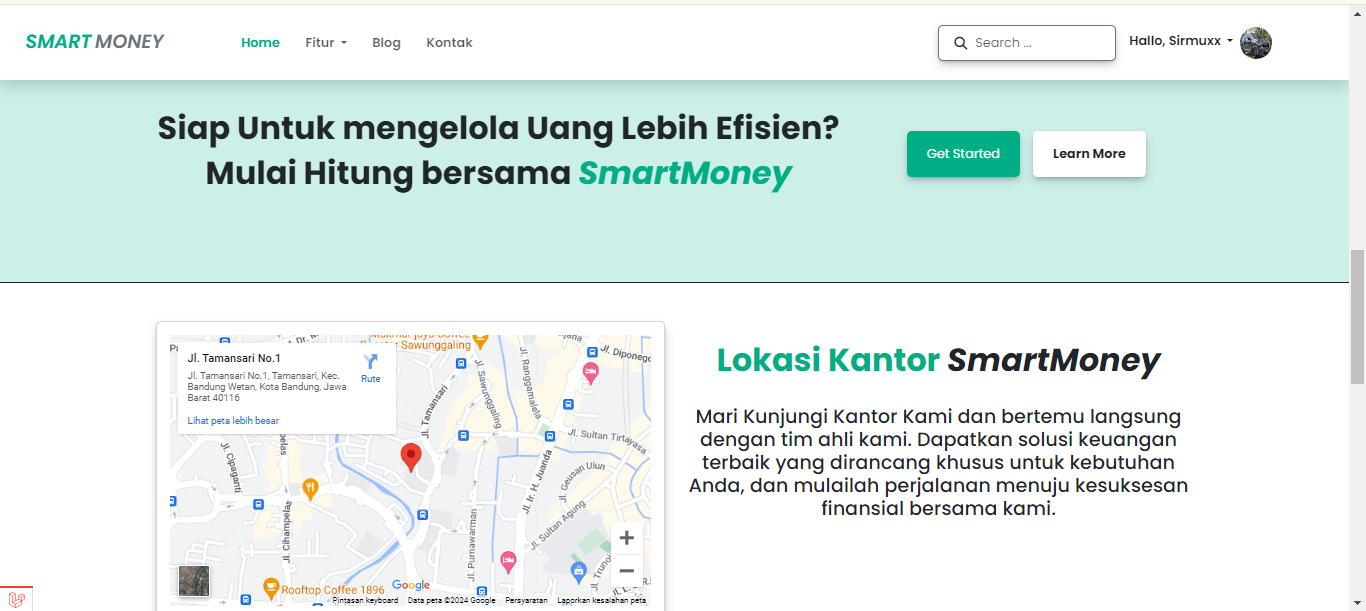 SMART MONEY
Home
Fitur
Blog
Kontak
Search ...
Hallo, Sirmuxx
Siap Untuk mengelola Uang Lebih Efisien?
Mulai Hitung bersama SmartMoney
Get Started
Learn More
Jl. Tamansari No.1
Jl. Tamansari No.1, Tamansari, Kec.
Bandung Wetan, Kota Bandung, Jawa
Barat 40116
Rute
Lihat peta lebih besar
Sawunggaling
Jl. Diponego
Jl. Tamansari
Jl. Sawunggaling
Jl. Ranggamalela
Jl. Sultan Tirtayasa
Jl. Cipaganti
Jl. Ir. H. Juanda
Jl. Geusan Ulun
Jl. Cihampelas
Jl. Purnawarman
Jl. Sultan Agung
Jl. Trunojo
Jl. L.L.R.E.
Rooftop Coffee 1896
Google
Pintasan keyboard
Data peta ©2024 Google
Persyaratan
Laporkan kesalahan peta
Lokasi Kantor SmartMoney
Mari Kunjungi Kantor Kami dan bertemu langsung
dengan tim ahli kami. Dapatkan solusi keuangan
terbaik yang dirancang khusus untuk kebutuhan
Anda, dan mulailah perjalanan menuju kesuksesan
finansial bersama kami.